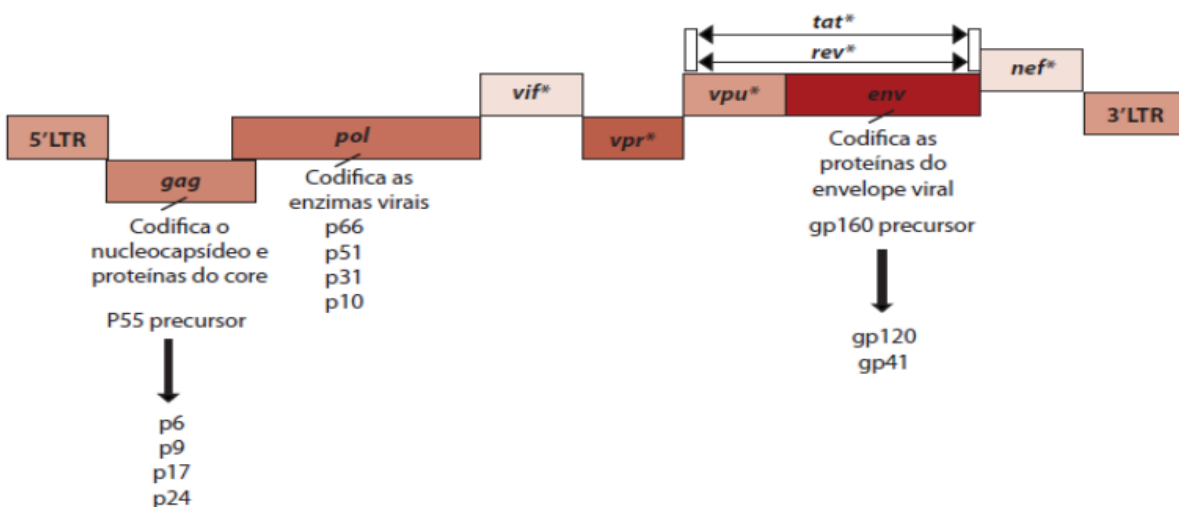 tat*
rev*
nef*
vif*
vpu*
env
3'LTR
5'LTR
pol
vpr*
gag
Codifica o
nucleocapsídeo e
proteínas do core
P55 precursor
p6
p9
p17
p24
Codifica as
enzimas virais
p66
p51
p31
p10
Codifica as
proteínas do
envelope viral
gp160 precursor
gp120
gp41